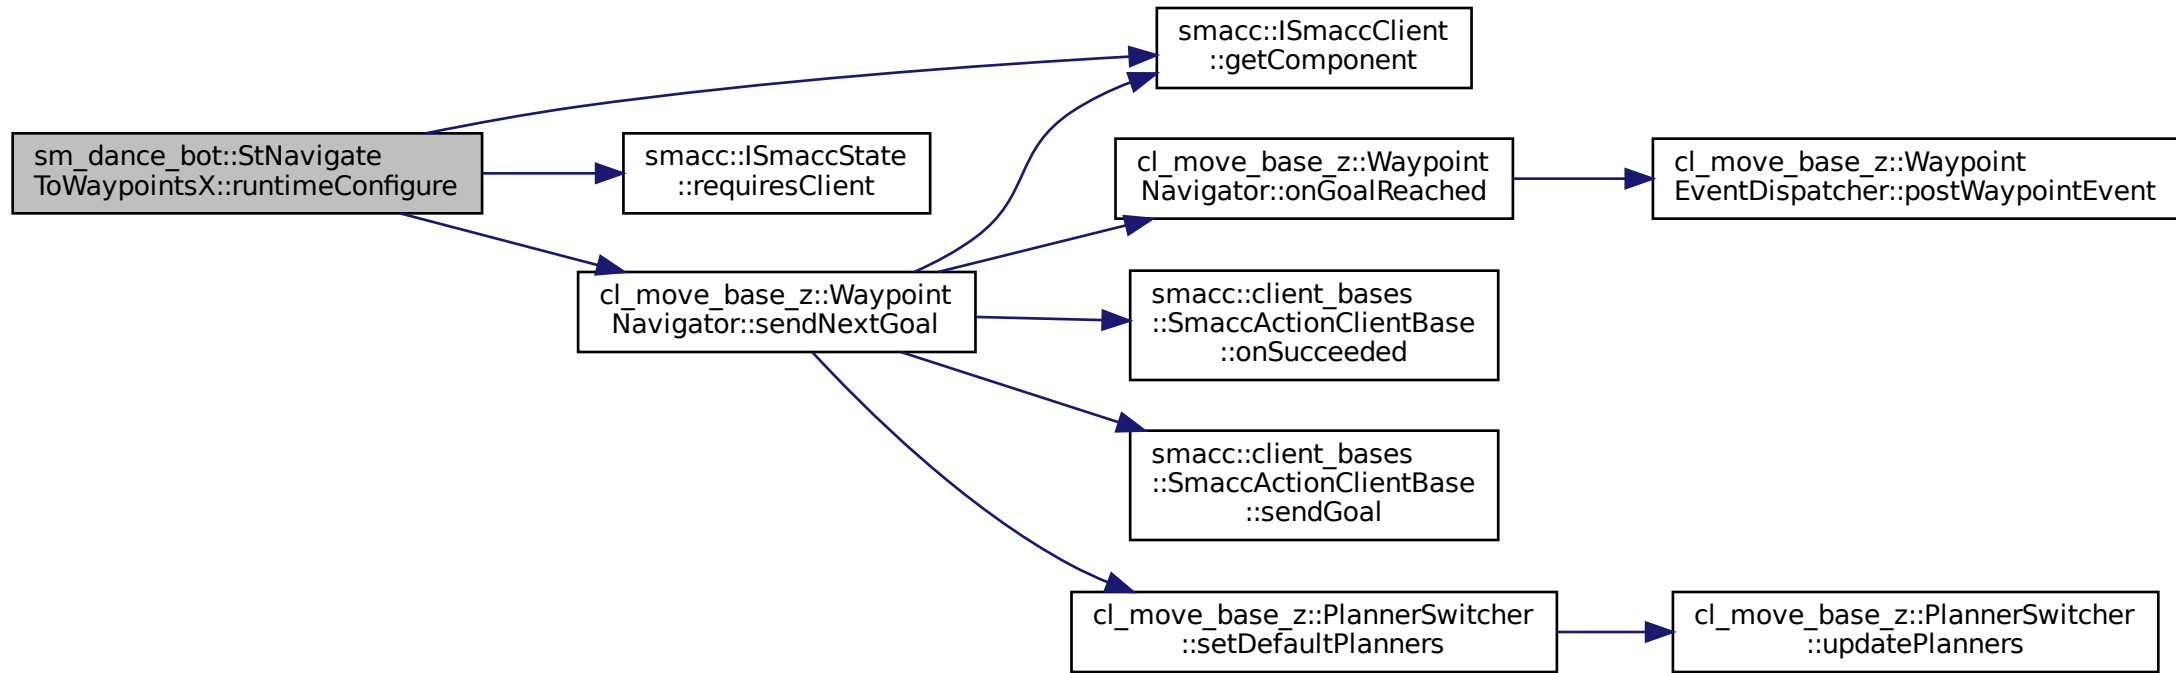 sm_dance_bot::StNavigate
ToWaypointsX::runtimeConfigure
smacc::ISmaccClient
::getComponent
smacc::ISmaccState
::requiresClient
cl_move_base_z::Waypoint
Navigator::sendNextGoal
cl_move_base_z::Waypoint
Navigator::onGoalReached
cl_move_base_z::Waypoint
EventDispatcher::postWaypointEvent
smacc::client_bases
::SmaccActionClientBase
::onSucceeded
smacc::client_bases
::SmaccActionClientBase
::sendGoal
cl_move_base_z::PlannerSwitcher
::setDefaultPlanners
cl_move_base_z::PlannerSwitcher
::updatePlanners